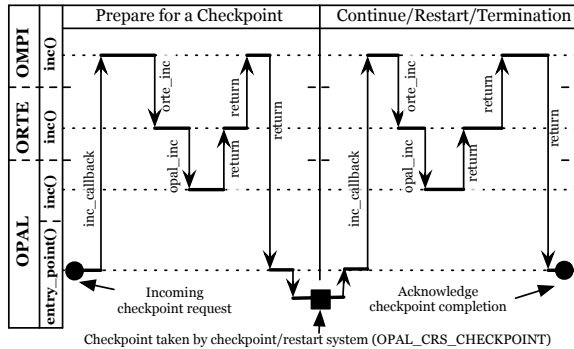 Prepare for a Checkpoint
Continue/Restart/Termination
OMPI
inc()
ORTE
inc()
OPAL
inc()
entry_point()
inc_callback
orte_inc
opal_inc
return
return
return
inc_callback
orte_inc
opal_inc
return
return
return
Incoming
checkpoint request
Acknowledge
checkpoint completion
Checkpoint taken by checkpoint/restart system (OPAL_CRS_CHECKPOINT)